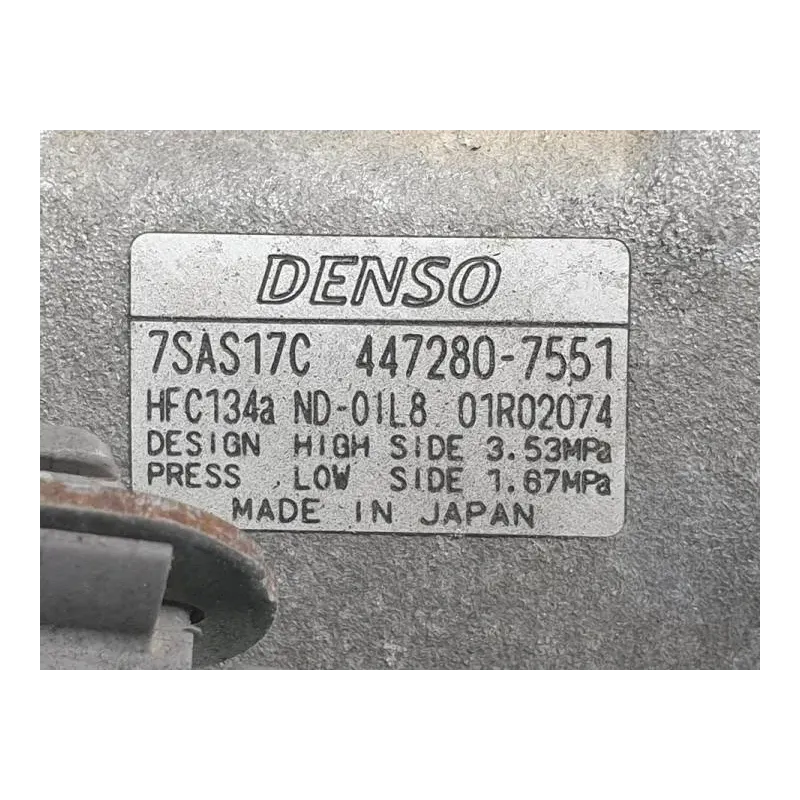 DENSO
7SAS17C 447280-7551
HFC134a ND-OIL8 01R02074
DESIGN HIGH SIDE 3.53MPa
PRESS LOW SIDE 1.67MPa
MADE IN JAPAN